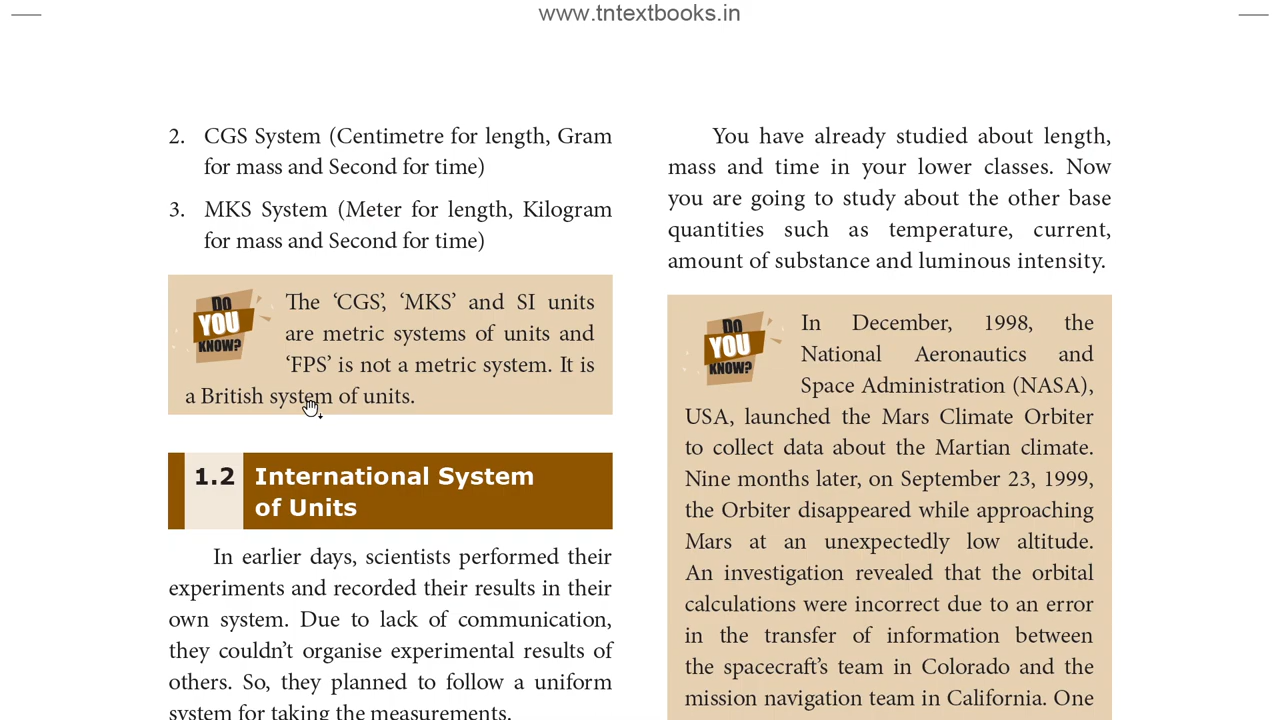 www.tntextbooks.in
2. CGS System (Centimetre for length, Gram
for mass and Second for time)
3. MKS System (Meter for length, Kilogram
for mass and Second for time)
DO
YOU
KNOW?
The ‘CGS’, ‘MKS’ and SI units
are metric systems of units and
‘FPS’ is not a metric system. It is
a British system of units.
1.2 International System
of Units
In earlier days, scientists performed their
experiments and recorded their results in their
own system. Due to lack of communication,
they couldn’t organise experimental results of
others. So, they planned to follow a uniform
system for taking the measurements.
You have already studied about length,
mass and time in your lower classes. Now
you are going to study about the other base
quantities such as temperature, current,
amount of substance and luminous intensity.
DO
YOU
KNOW?
In December, 1998, the
National Aeronautics and
Space Administration (NASA),
USA, launched the Mars Climate Orbiter
to collect data about the Martian climate.
Nine months later, on September 23, 1999,
the Orbiter disappeared while approaching
Mars at an unexpectedly low altitude.
An investigation revealed that the orbital
calculations were incorrect due to an error
in the transfer of information between
the spacecraft’s team in Colorado and the
mission navigation team in California. One